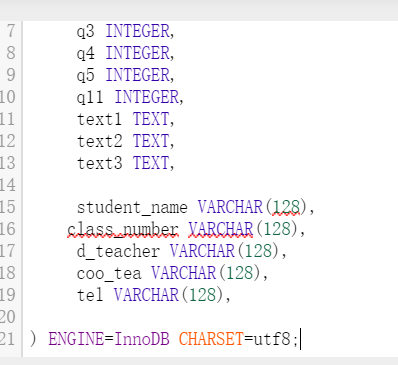 7 q3 INTEGER,
8 q4 INTEGER,
9 q5 INTEGER,
10 q11 INTEGER,
11 text1 TEXT,
12 text2 TEXT,
13 text3 TEXT,
14
15 student_name VARCHAR(128),
16 class_number VARCHAR(128),
17 d_teacher VARCHAR(128),
18 coo_tea VARCHAR(128),
19 tel VARCHAR(128),
20
21 ) ENGINE=InnoDB CHARSET=utf8;